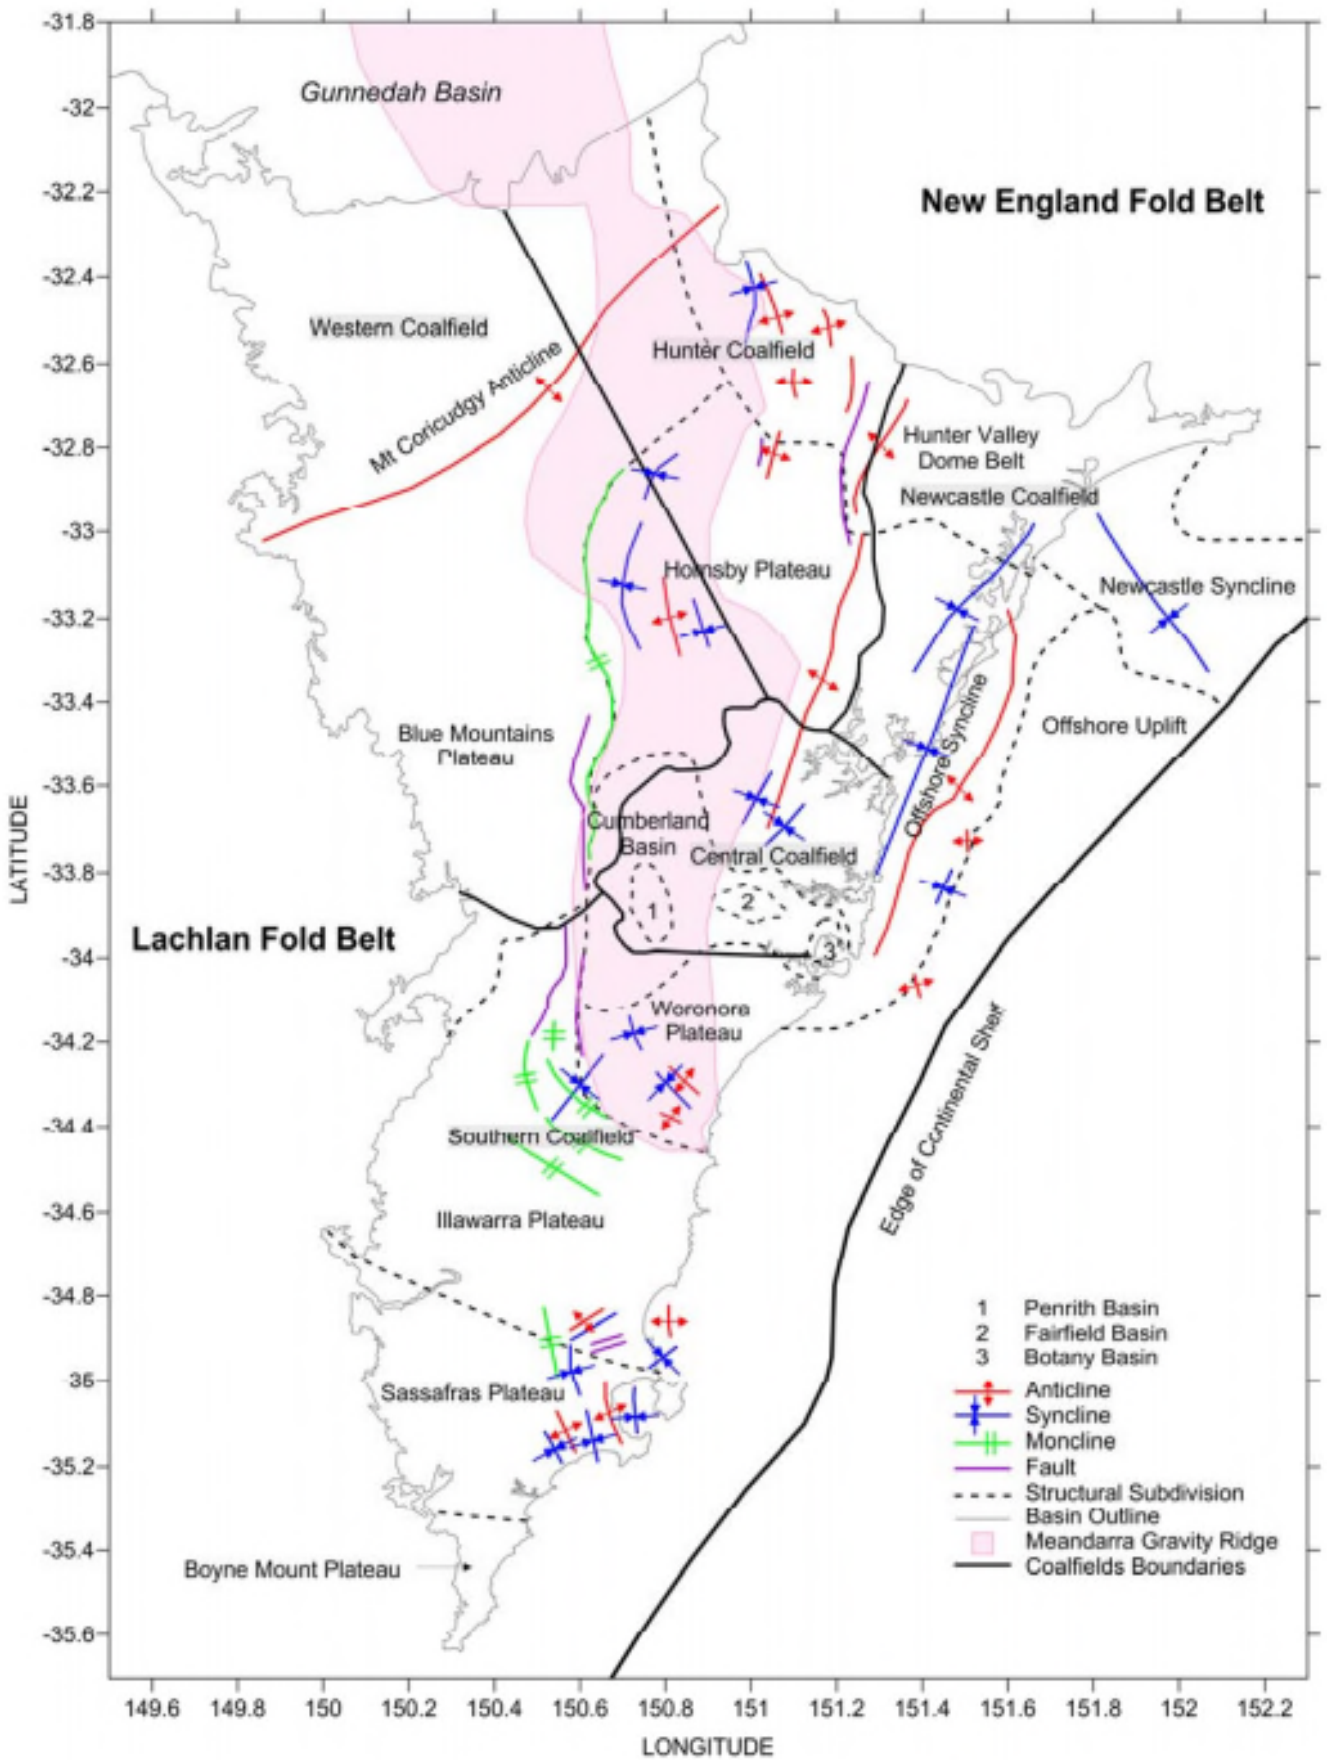 -31.8
Gunnedah Basin
-32
-32.2
New England Fold Belt
-32.4
Western Coalfield
Hunter Coalfield
-32.6
Mt Coricudgy Anticline
-32.8
Hunter Valley
Dome Belt
Newcastle Coalfield
-33
Hornsby Plateau
Newcastle Syncline
-33.2
-33.4
Blue Mountains
Plateau
Offshore Syncline
Offshore Uplift
-33.6
Cumberland
Basin
Central Coalfield
LATITUDE
-33.8
1
2
3
Lachlan Fold Belt
-34
Woronora
Plateau
-34.2
Edge of Continental Shelf
-34.4
Southern Coalfield
-34.6
Illawarra Plateau
-34.8
1 Penrith Basin
2 Fairfield Basin
3 Botany Basin
35
Sassafras Plateau
Anticline
Syncline
Moncline
-35.2
Fault
Structural Subdivision
Basin Outline
Meandarra Gravity Ridge
-35.4
Boyne Mount Plateau
Coalfields Boundaries
-35.6
149.6 149.8 150 150.2 150.4 150.6 150.8 151 151.2 151.4 151.6 151.8 152 152.2
LONGITUDE